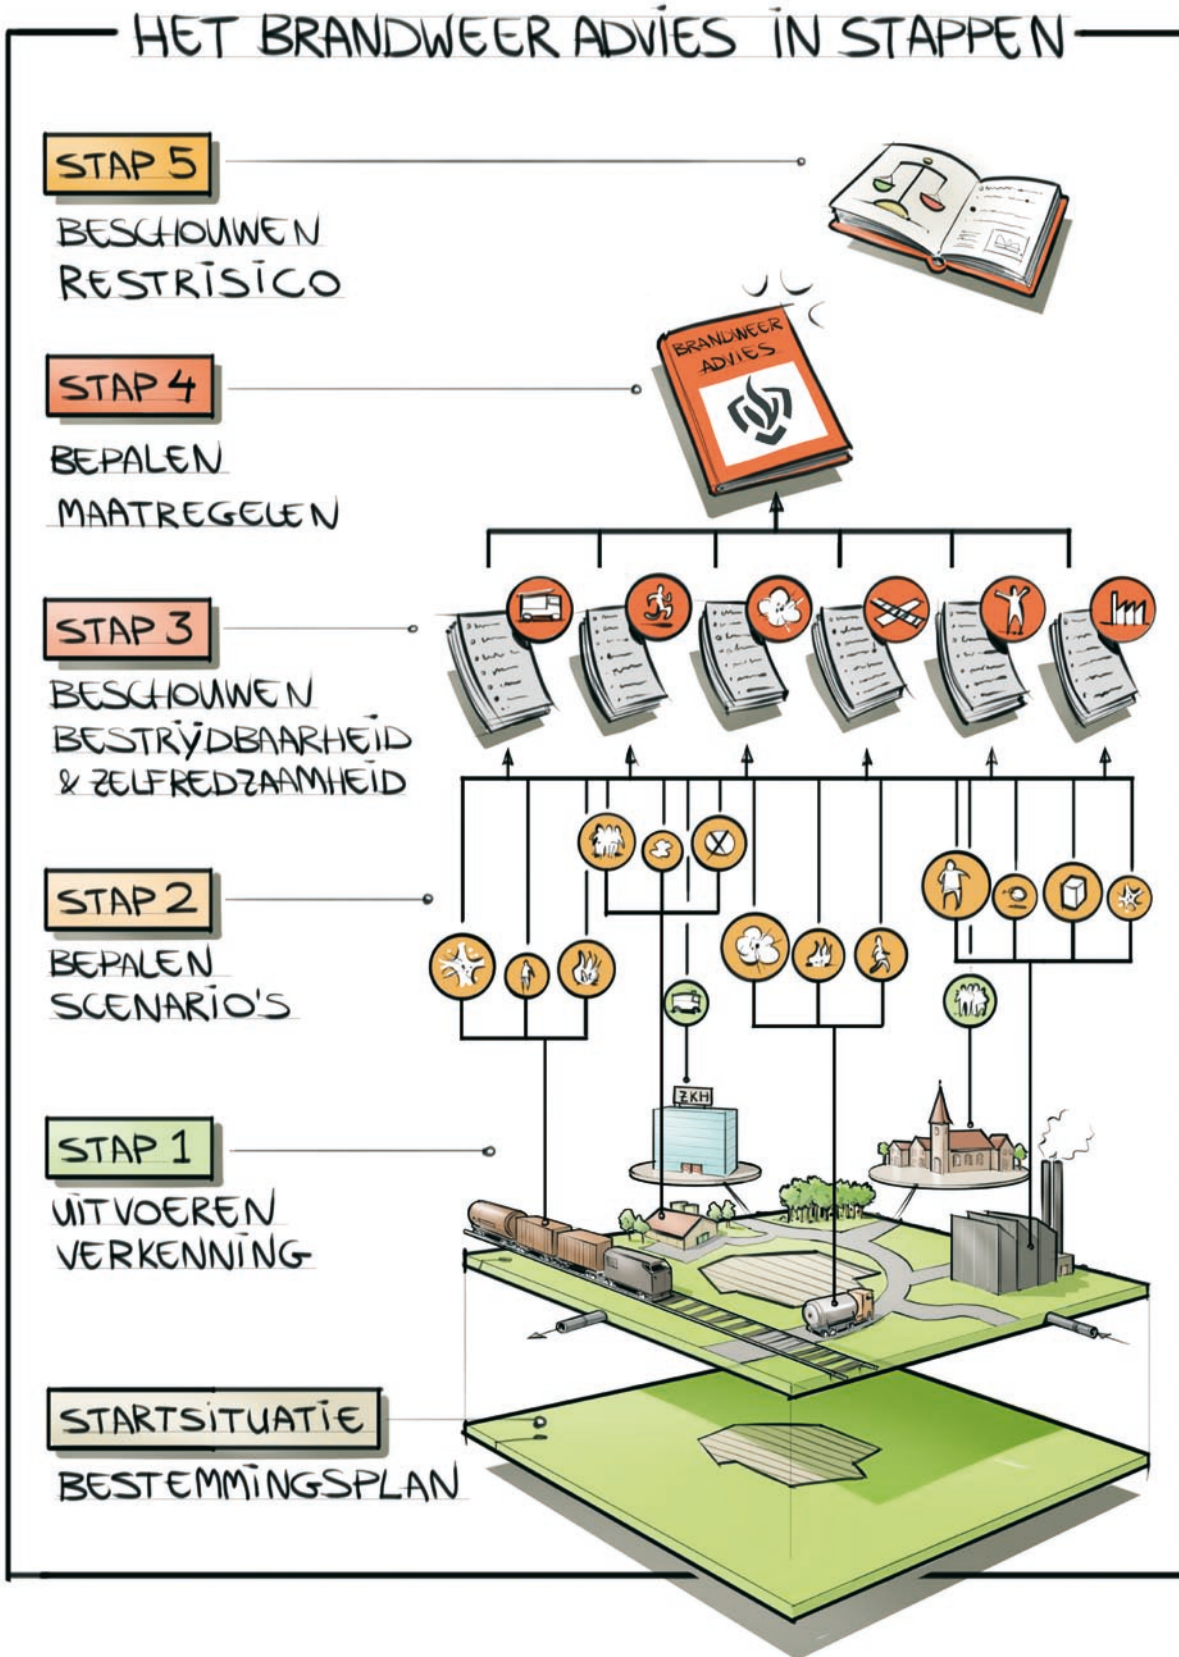 HET BRANDWEER ADVIES IN STAPPEN
STAP 5
BESCHOUWEN
RESTRISICO
BRANDWEER
ADVIES
STAP 4
BEPALEN
MAATREGELEN
STAP 3
BESCHOUWEN
BESTRIJDBAARHEID
& ZELFREDZAAMHEID
STAP 2
BEPALEN
SCENARIO'S
ZKH
STAP 1
UITVOEREN
VERKENNING
STARTSITUATIE
BESTEMMINGSPLAN